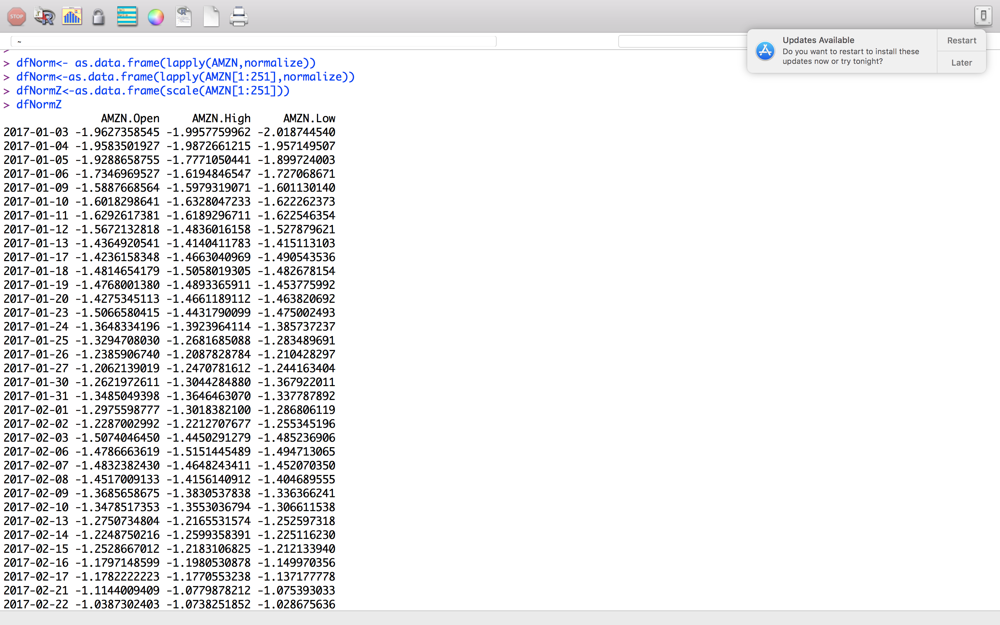 STOP
R
~
Updates Available
Do you want to restart to install these
updates now or try tonight?
Restart
Later
>
> dfNorm<- as.data.frame(lapply(AMZN,normalize))
> dfNorm<-as.data.frame(lapply(AMZN[1:251],normalize))
> dfNormZ<-as.data.frame(scale(AMZN[1:251]))
> dfNormZ
AMZN.Open AMZN.High AMZN.Low
2017-01-03 -1.9627358545 -1.9957759962 -2.018744540
2017-01-04 -1.9583501927 -1.9872661215 -1.957149507
2017-01-05 -1.9288658755 -1.7771050441 -1.899724003
2017-01-06 -1.7346969527 -1.6194846547 -1.727068671
2017-01-09 -1.5887668564 -1.5979319071 -1.601130140
2017-01-10 -1.6018298641 -1.6328047233 -1.622262373
2017-01-11 -1.6292617381 -1.6189296711 -1.622546354
2017-01-12 -1.5672132818 -1.4836016158 -1.527879621
2017-01-13 -1.4364920541 -1.4140411783 -1.415113103
2017-01-17 -1.4236158348 -1.4663040969 -1.490543536
2017-01-18 -1.4814654179 -1.5058019305 -1.482678154
2017-01-19 -1.4768001380 -1.4893365911 -1.453775992
2017-01-20 -1.4275345113 -1.4661189112 -1.463820692
2017-01-23 -1.5066580415 -1.4431790099 -1.475002493
2017-01-24 -1.3648334196 -1.3923964114 -1.385737237
2017-01-25 -1.3294708030 -1.2681685088 -1.283489691
2017-01-26 -1.2385906740 -1.2087828784 -1.210428297
2017-01-27 -1.2062139019 -1.2470781612 -1.244163404
2017-01-30 -1.2621972611 -1.3044284880 -1.367922011
2017-01-31 -1.3485049398 -1.3646463070 -1.337787892
2017-02-01 -1.2975598777 -1.3018382100 -1.286806119
2017-02-02 -1.2287002992 -1.2212707677 -1.255345196
2017-02-03 -1.5074046450 -1.4450291279 -1.485236906
2017-02-06 -1.4786663619 -1.5151445489 -1.494713065
2017-02-07 -1.4832382430 -1.4648243411 -1.452070350
2017-02-08 -1.4517009133 -1.4156140912 -1.404689555
2017-02-09 -1.3685658675 -1.3830537838 -1.336366241
2017-02-10 -1.3478517353 -1.3553036794 -1.306611538
2017-02-13 -1.2750734804 -1.2165531574 -1.252597318
2017-02-14 -1.2248750216 -1.2599358391 -1.225116230
2017-02-15 -1.2528667012 -1.2183106825 -1.212133940
2017-02-16 -1.1797148599 -1.1980530878 -1.149970356
2017-02-17 -1.1782222223 -1.1770553238 -1.137177778
2017-02-21 -1.1144009409 -1.0779878212 -1.075393033
2017-02-22 -1.0387302403 -1.0738251852 -1.028675636